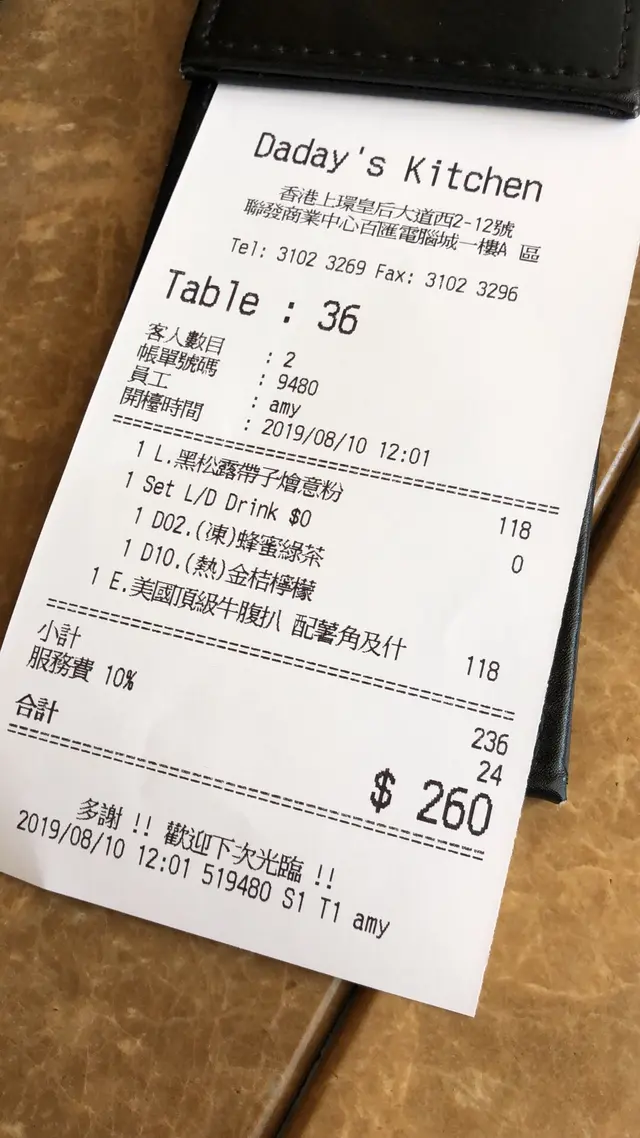 Daday's Kitchen
香港上環皇后大道西2-12號
聯發商業中心百匯電腦城一樓A 區
Tel: 3102 3269 Fax: 3102 3296
Table : 36
客人數目 : 2
帳單號碼 : 9480
員工 : amy
開檯時間 : 2019/08/10 12:01
1 L.黑松露帶子燴意粉 118
1 Set L/D Drink $0 0
1 D02.(凍)蜂蜜綠茶
1 D10.(熱)金桔檸檬
1 E.美國頂級牛腹扒 配薯角及什 118
小計 236
服務費 10% 24
合計 $ 260
多謝 !! 歡迎下次光臨 !!
2019/08/10 12:01 519480 S1 T1 amy